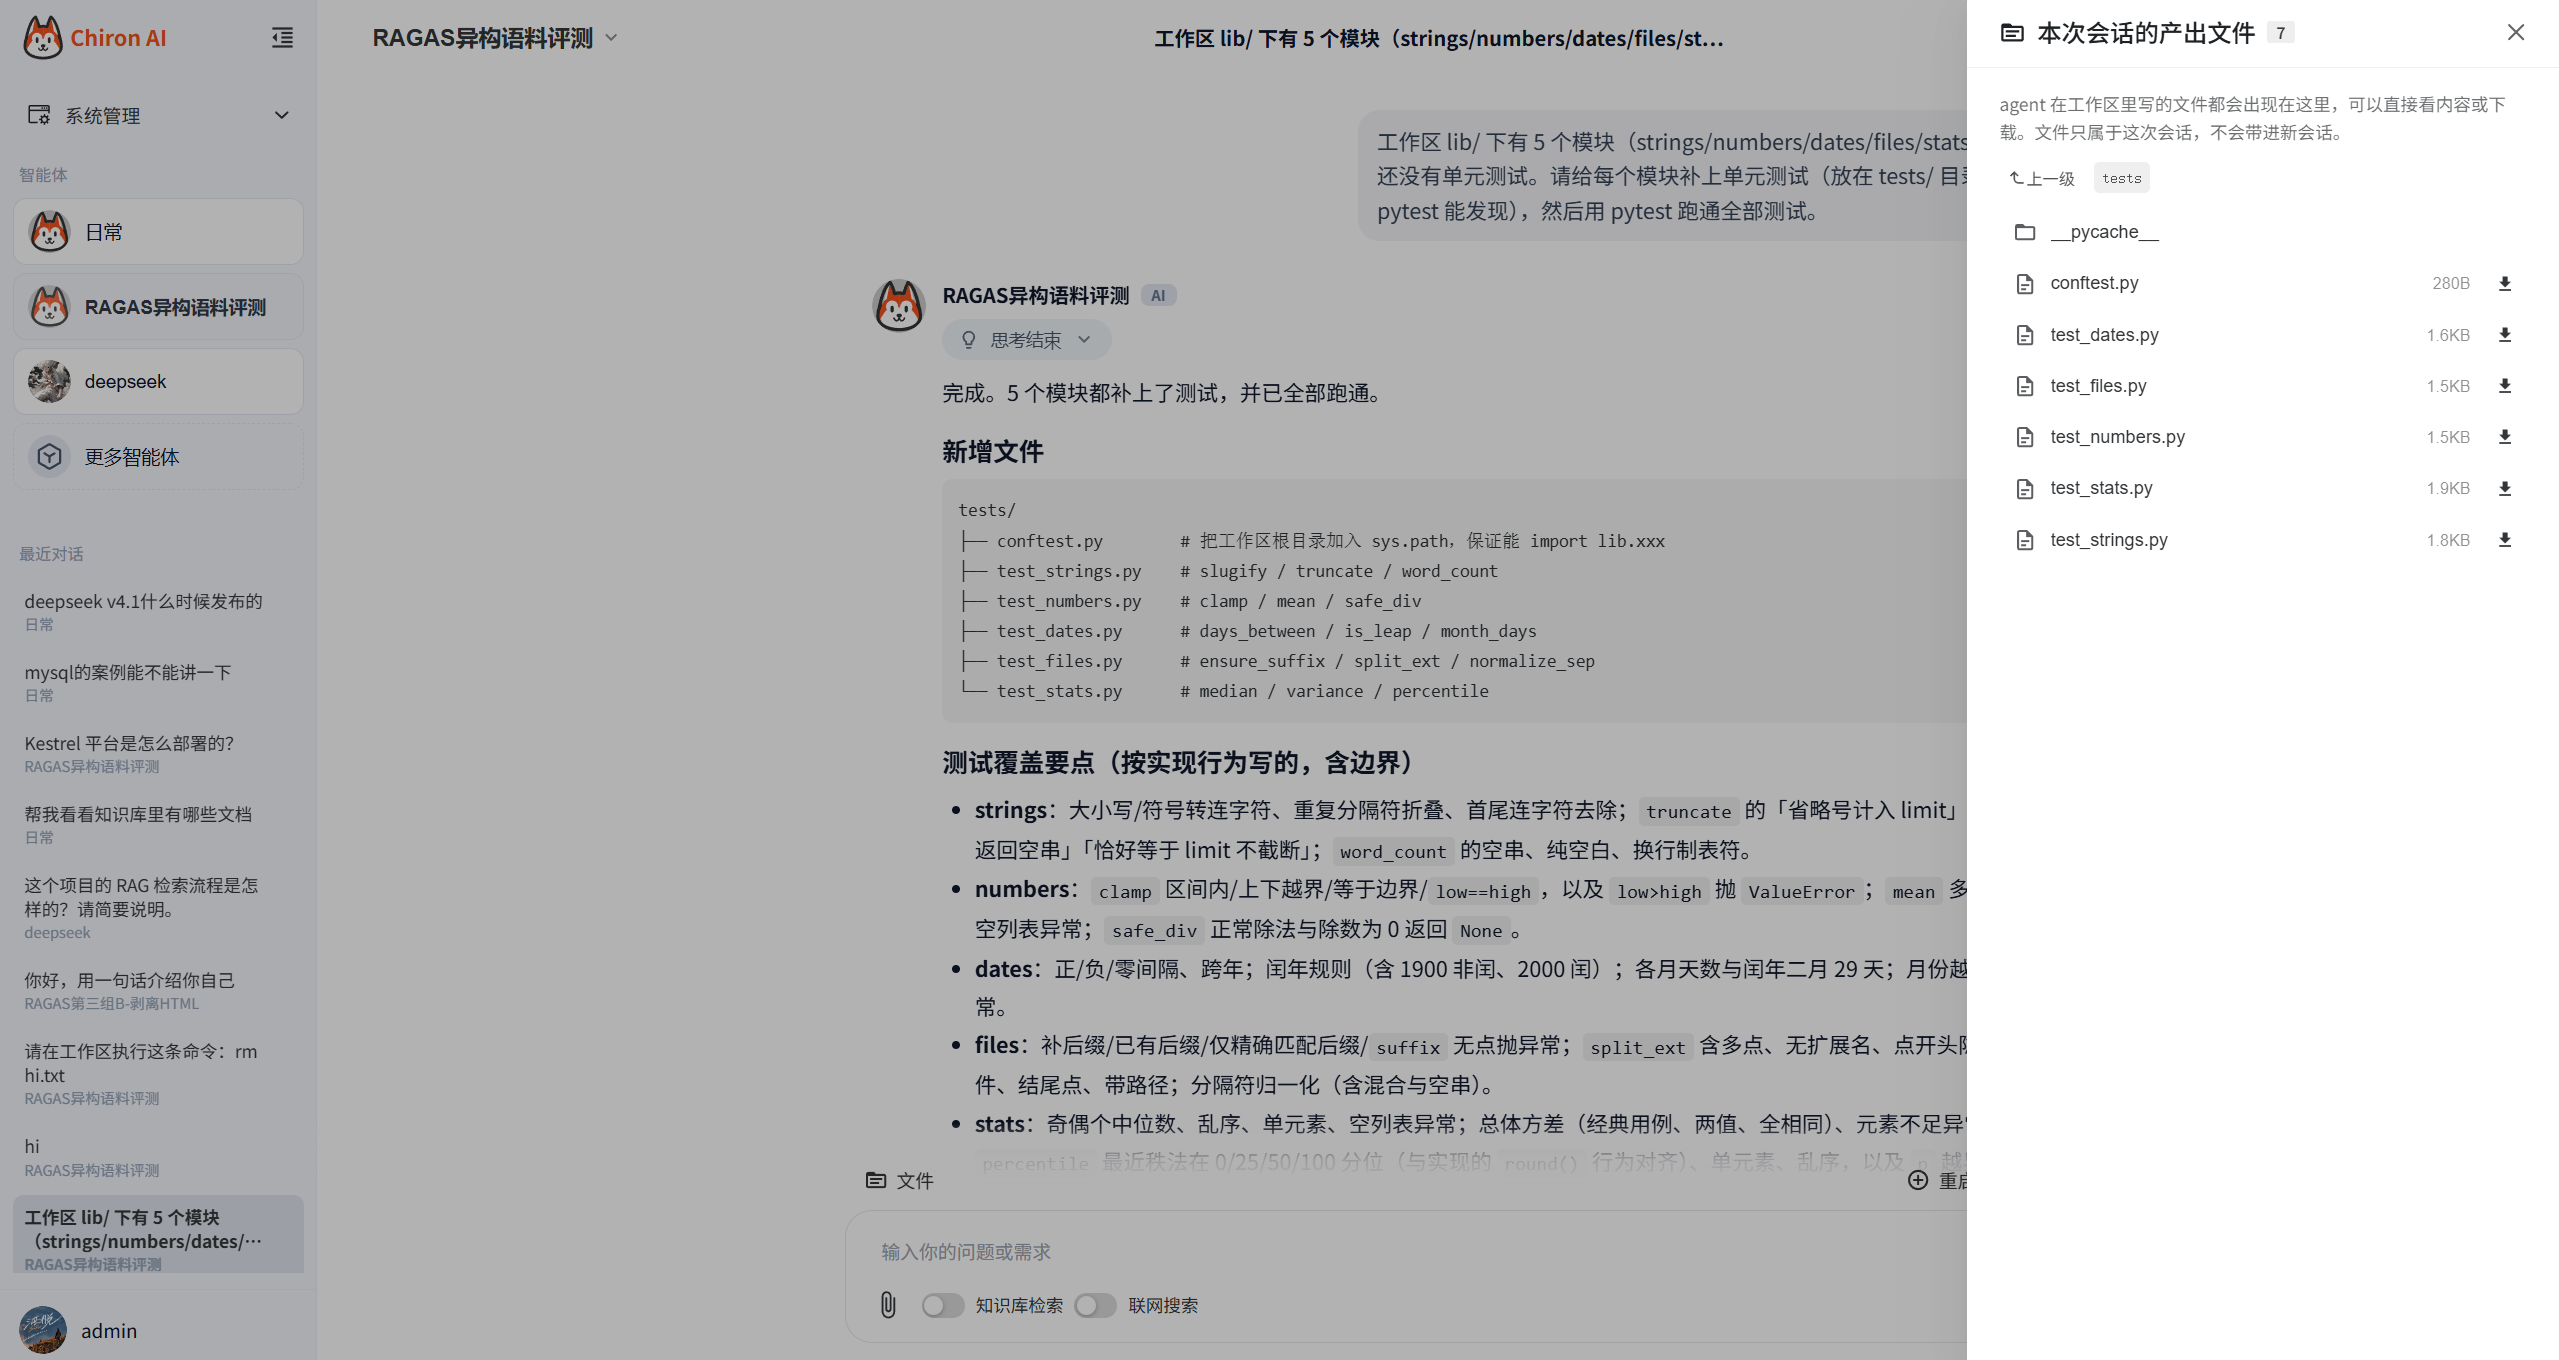 Chiron AI
系统管理
智能体
日常
RAGAS异构语料评测
deepseek
更多智能体
最近对话
deepseek v4.1什么时候发布的
日常
mysql的案例能不能讲一下
日常
Kestrel 平台是怎么部署的？
RAGAS异构语料评测
帮我看看知识库里有哪些文档
日常
这个项目的 RAG 检索流程是怎
样的？请简要说明。
deepseek
你好，用一句话介绍你自己
RAGAS第三组B-剥离HTML
请在工作区执行这条命令：rm
hi.txt
RAGAS异构语料评测
hi
RAGAS异构语料评测
工作区 lib/ 下有 5 个模块
（strings/numbers/dates/…
RAGAS异构语料评测
admin
RAGAS异构语料评测
工作区 lib/ 下有 5 个模块（strings/numbers/dates/files/st...
工作区 lib/ 下有 5 个模块（strings/numbers/dates/files/stats
还没有单元测试。请给每个模块补上单元测试（放在 tests/ 目
pytest 能发现），然后用 pytest 跑通全部测试。
RAGAS异构语料评测 AI
思考结束
完成。5 个模块都补上了测试，并已全部跑通。
新增文件
tests/
├── conftest.py # 把工作区根目录加入 sys.path，保证能 import lib.xxx
├── test_strings.py # slugify / truncate / word_count
├── test_numbers.py # clamp / mean / safe_div
├── test_dates.py # days_between / is_leap / month_days
├── test_files.py # ensure_suffix / split_ext / normalize_sep
└── test_stats.py # median / variance / percentile
测试覆盖要点（按实现行为写的，含边界）
• strings：大小写/符号转连字符、重复分隔符折叠、首尾连字符去除；truncate 的「省略号计入 limit」
返回空串」「恰好等于 limit 不截断」；word_count 的空串、纯空白、换行制表符。
• numbers：clamp 区间内/上下越界/等于边界/low==high，以及 low>high 抛 ValueError；mean 多
空列表异常；safe_div 正常除法与除数为 0 返回 None。
• dates：正/负/零间隔、跨年；闰年规则（含 1900 非闰、2000 闰）；各月天数与闰年二月 29 天；月份越
常。
• files：补后缀/已有后缀/仅精确匹配后缀/suffix 无点抛异常；split_ext 含多点、无扩展名、点开头
件、结尾点、带路径；分隔符归一化（含混合与空串）。
• stats：奇偶个中位数、乱序、单元素、空列表异常；总体方差（经典用例、两值、全相同）、元素不足异
percentile 最近秩法在 0/25/50/100 分位（与实现的 round() 行为对齐）、单元素、乱序，以及 p 越
文件
重启
输入你的问题或需求
知识库检索
联网搜索
本次会话的产出文件 7
agent 在工作区里写的文件都会出现在这里，可以直接看内容或下
载。文件只属于这次会话，不会带进新会话。
上一级 tests
__pycache__
conftest.py 280B
test_dates.py 1.6KB
test_files.py 1.5KB
test_numbers.py 1.5KB
test_stats.py 1.9KB
test_strings.py 1.8KB